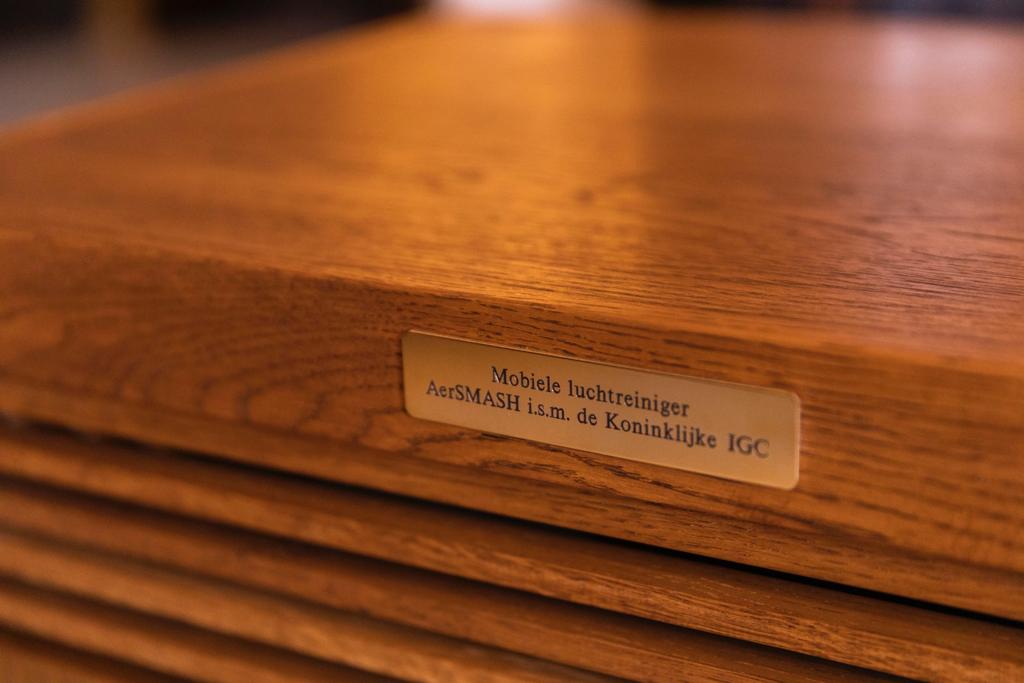 Mobiele luchtreiniger
AerSMASH i.s.m. de Koninklijke IGC